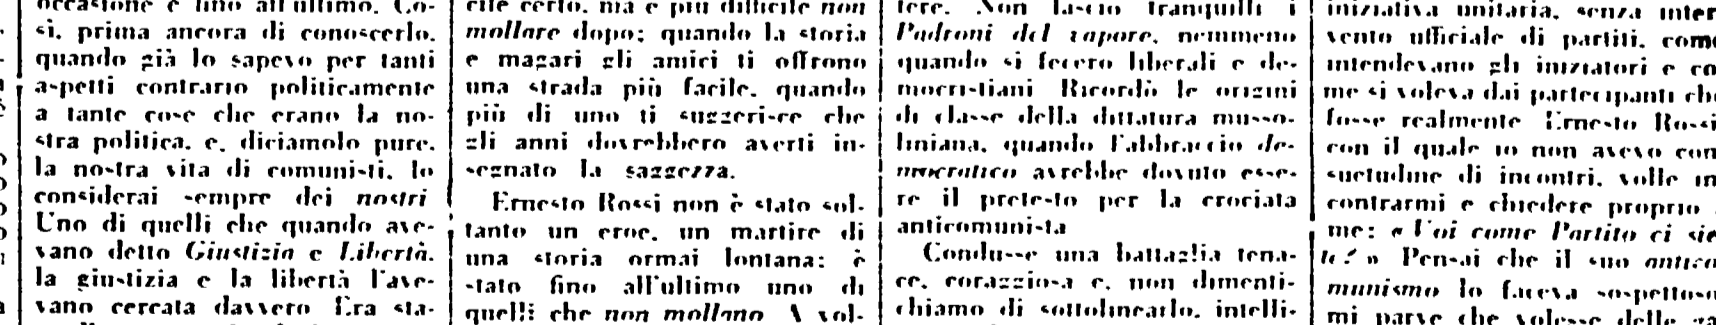 occasione e fino all'ultimo. Co-
sì, prima ancora di conoscerlo,
quando già lo sapevo per tanti
aspetti contrario politicamente
a tante cose che erano la no-
stra politica, e, diciamolo pure,
la nostra vita di comunisti, lo
considerai sempre dei nostri
Uno di quelli che quando ave-
vano detto Giustizia e Libertà,
la giustizia e la libertà l'ave-
vano cercata davvero Era sta-
cile certo, ma e più difficile non
mollare dopo; quando la storia
e magari gli amici ti offrono
una strada più facile, quando
più di uno ti suggerisce che
gli anni dovrebbero averti in-
segnato la saggezza.
Ernesto Rossi non è stato sol-
tanto un eroe, un martire di
una storia ormai lontana: è
stato fino all'ultimo uno di
quelli che non mollano A vol-
tere. Non lascio tranquilli i
Padroni del vapore, nemmeno
quando si fecero liberali e de-
mocristiani Ricordò le origini
di classe della dittatura musso-
liniana, quando l'abbraccio de-
mocratico avrebbe dovuto esse-
re il pretesto per la crociata
anticomunista
Condusse una battaglia tena-
ce, coraggiosa e, non dimenti-
chiamo di sottolinearlo, intelli-
iniziativa unitaria, senza inter
vento ufficiale di partiti, come
intendevano gli iniziatori e co
me si voleva dai partecipanti che
fosse realmente Ernesto Rossi
con il quale io non avevo con
suetudine di incontri, volle in
contrarmi e chiedere proprio
me: « Voi come Partito ci sie
te? » Pensai che il suo antico
munismo lo faceva sospettoso
mi parve che volesse delle